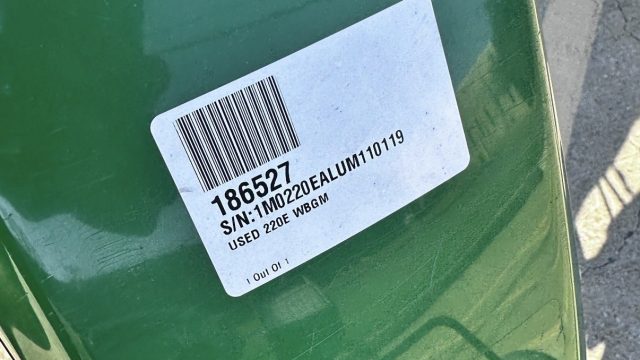 186527
S/N:1M0220EALUM110119
USED 220E WBGM
1 Out Of 1